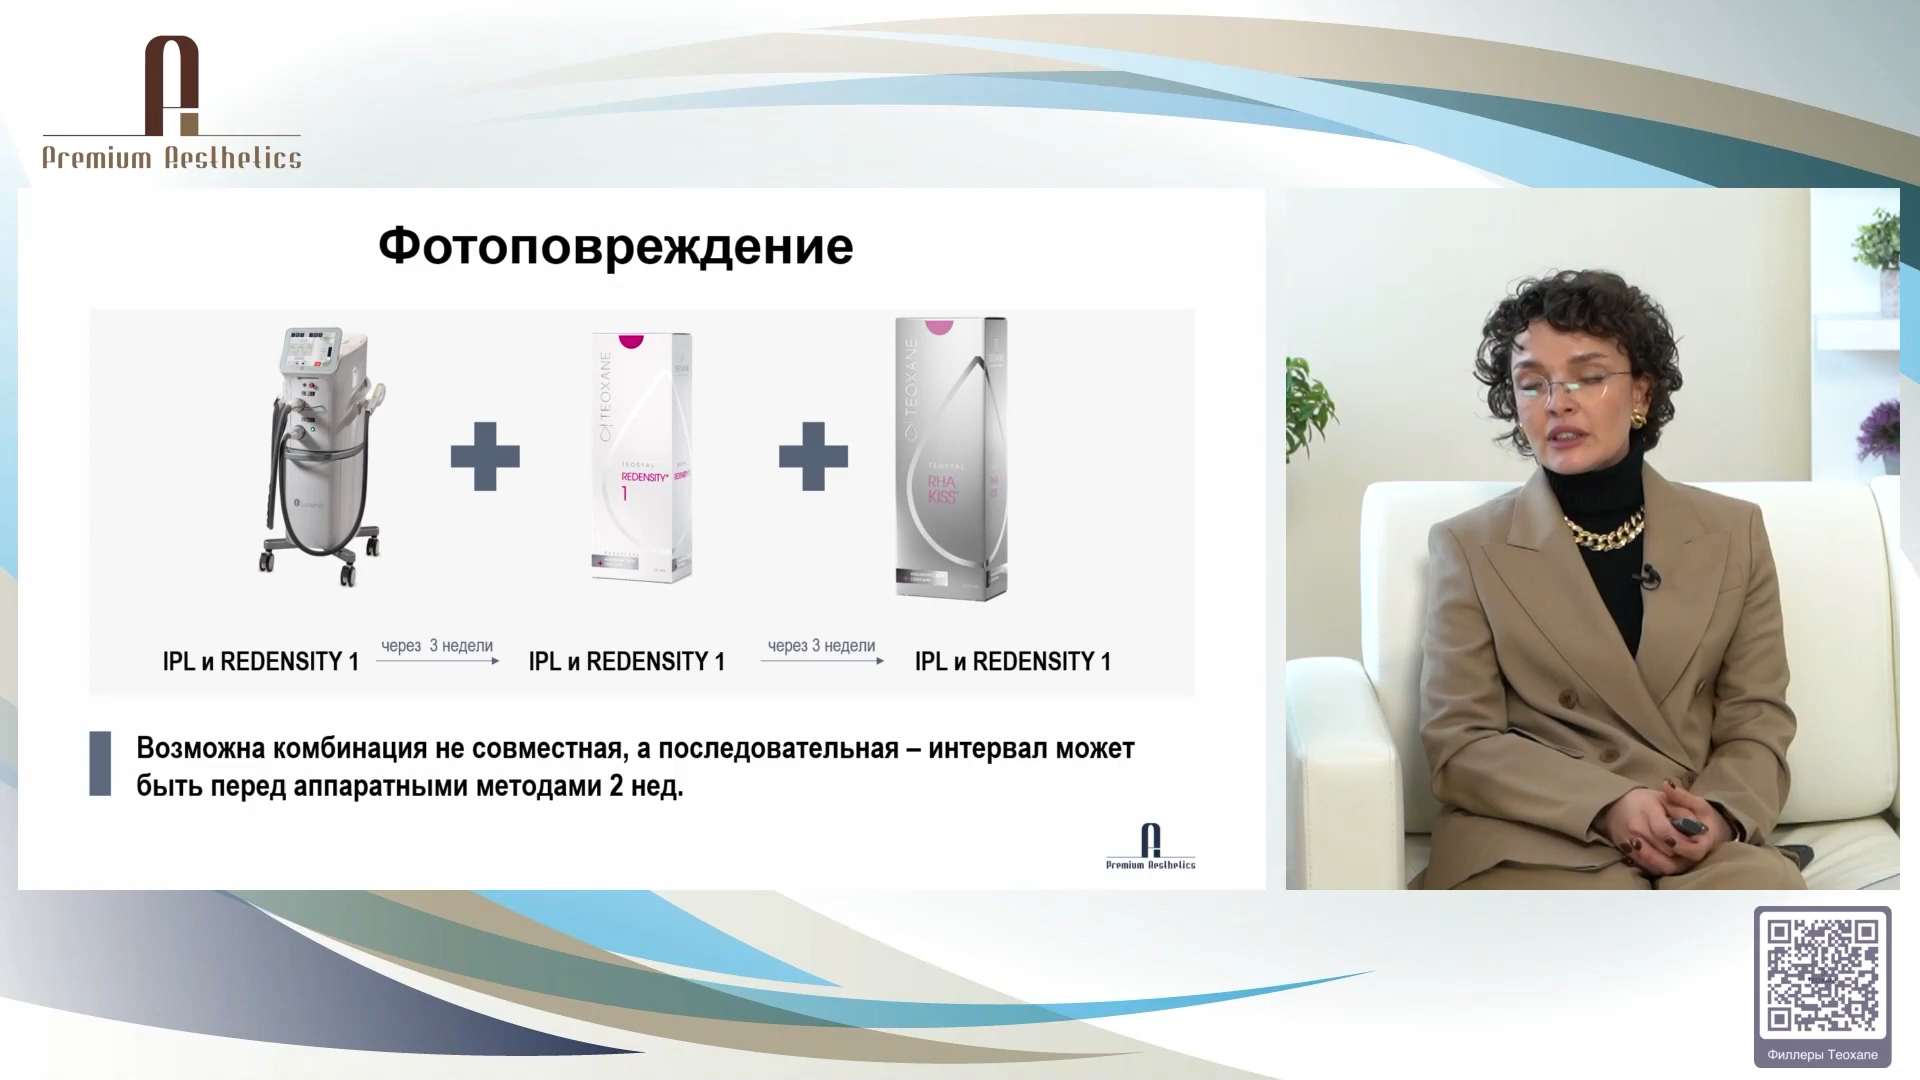 Premium Aesthetics
Фотоповреждение
TEOXANE
TEOSYAL
REDENSITY
1
TEOXANE
TEOSYAL
RHA
KISS
через 3 недели
через 3 недели
IPL и REDENSITY 1
IPL и REDENSITY 1
IPL и REDENSITY 1
Возможна комбинация не совместная, а последовательная – интервал может
быть перед аппаратными методами 2 нед.
Premium Aesthetics
Филлеры Teoxane